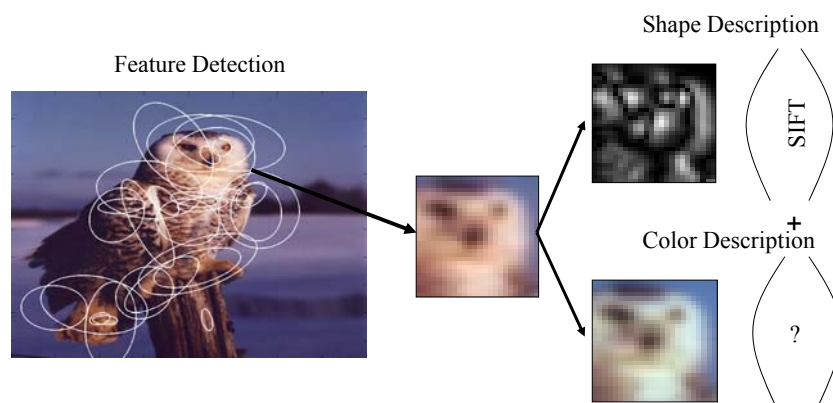 Shape Description
Feature Detection
SIFT
+
Color Description
?